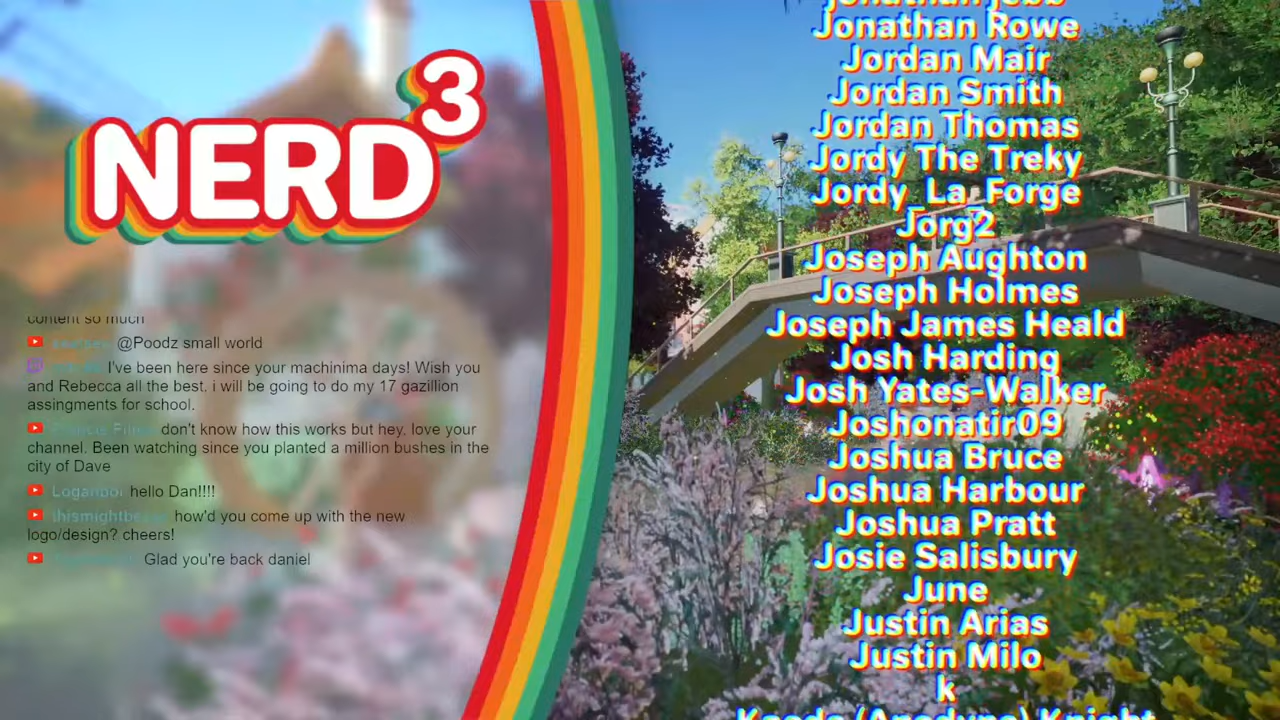 NERD³
content so much
@Poodz small world
I've been here since your machinima days! Wish you
and Rebecca all the best. i will be going to do my 17 gazillion
assingments for school.
don't know how this works but hey, love your
channel. Been watching since you planted a million bushes in the
city of Dave
Loganboi hello Dan!!!!
how'd you come up with the new
logo/design? cheers!
Glad you're back daniel
Jonathan Jebb
Jonathan Rowe
Jordan Mair
Jordan Smith
Jordan Thomas
Jordy The Treky
Jordy_La_Forge
Jorg2
Joseph Aughton
Joseph Holmes
Joseph James Heald
Josh Harding
Josh Yates-Walker
Joshonatir09
Joshua Bruce
Joshua Harbour
Joshua Pratt
Josie Salisbury
June
Justin Arias
Justin Milo
k
Knight